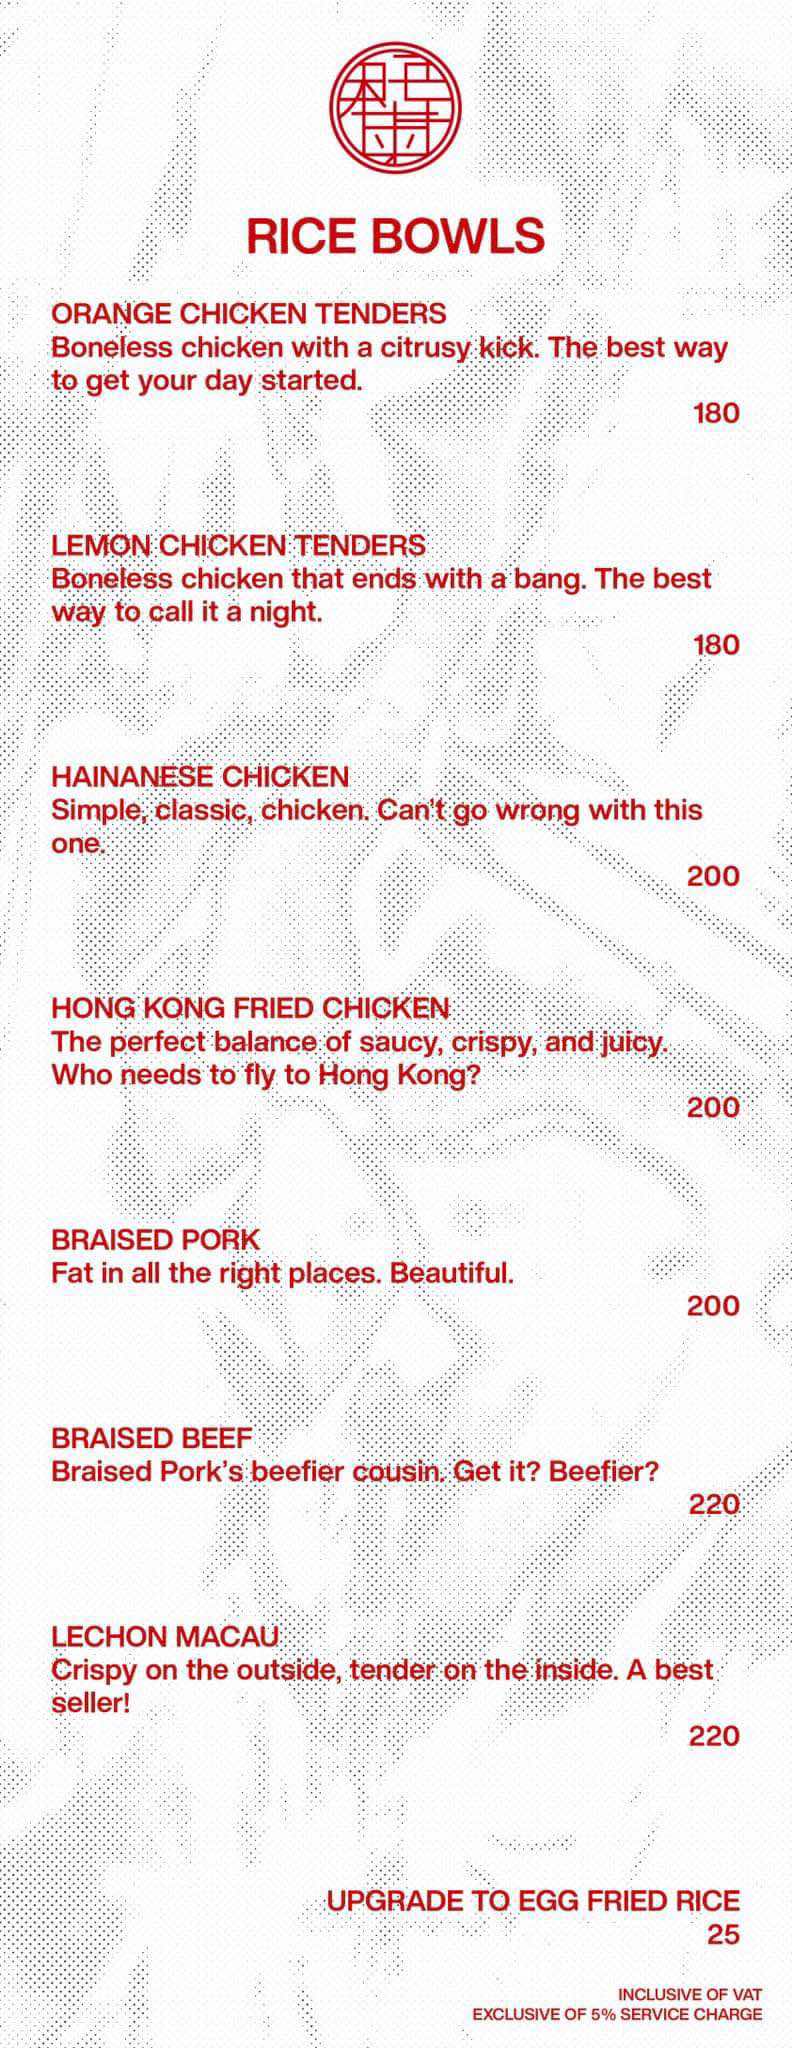 RICE BOWLS
ORANGE CHICKEN TENDERS
Boneless chicken with a citrusy kick. The best way
to get your day started.
180
LEMON CHICKEN TENDERS
Boneless chicken that ends with a bang. The best
way to call it a night.
180
HAINANESE CHICKEN
Simple, classic, chicken. Can't go wrong with this
one.
200
HONG KONG FRIED CHICKEN
The perfect balance of saucy, crispy, and juicy.
Who needs to fly to Hong Kong?
200
BRAISED PORK
Fat in all the right places. Beautiful.
200
BRAISED BEEF
Braised Pork's beefier cousin. Get it? Beefier?
220
LECHON MACAU
Crispy on the outside, tender on the inside. A best
seller!
220
UPGRADE TO EGG FRIED RICE
25
INCLUSIVE OF VAT
EXCLUSIVE OF 5% SERVICE CHARGE